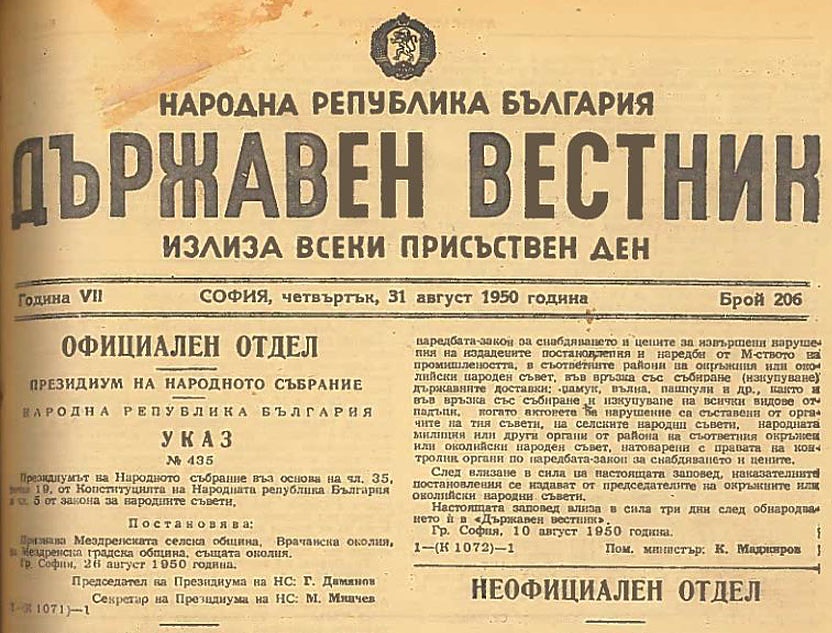 НАРОДНА РЕПУБЛИКА БЪЛГАРИЯ
ДЪРЖАВЕН ВЕСТНИК
ИЗЛИЗА ВСЕКИ ПРИСЪСТВЕН ДЕН
Година VII СОФИЯ, четвъртък, 31 август 1950 година Брой 206
ОФИЦИАЛЕН ОТДЕЛ
ПРЕЗИДИУМ НА НАРОДНОТО СЪБРАНИЕ
НАРОДНА РЕПУБЛИКА БЪЛГАРИЯ
УКАЗ
№ 435
Президиумът на Народното събрание въз основа на чл. 35,
19, от Конституцията на Народната република България
и чл. 5 от закона за народните съвети,
Постановява:
Признава Мездренската селска община, Врачанска околия,
за Мездренска градска община, същата околия.
Гр. София, 26 август 1950 година.
Председател на Президиума на НС: Г. Дамянов
Секретар на Президиума на НС: М. Минчев
1—(К 1071)—1
наредбата-закон за снабдяването и цените за извършени наруше-
ния на издадените постановления и наредби от М-ството на
промишлеността, в съответните райони на окръжния или око-
лийски народен съвет, във връзка със събиране (изкупуване)
държавните доставки: памук, вълна, пашкули и др., както и
във връзка със събиране и изкупуване на всички видове от-
падъци, когато актовете за нарушение са съставени от орга-
ните на тия съвети, на селските народни съвети, народната
милиция или други органи от района на съответния окръжен
или околийски народен съвет, натоварени с правата на кон-
тролни органи по наредбата-закон за снабдяването и цените.
След влизане в сила на настоящата заповед, наказателните
постановления се издават от председателите на окръжните или
околийски народни съвети.
Настоящата заповед влиза в сила три дни след обнародва-
нието ѝ в «Държавен вестник».
Гр. София, 10 август 1950 година.
1—(К 1072)—1 Пом. министър: К. Маджиров
НЕОФИЦИАЛЕН ОТДЕЛ